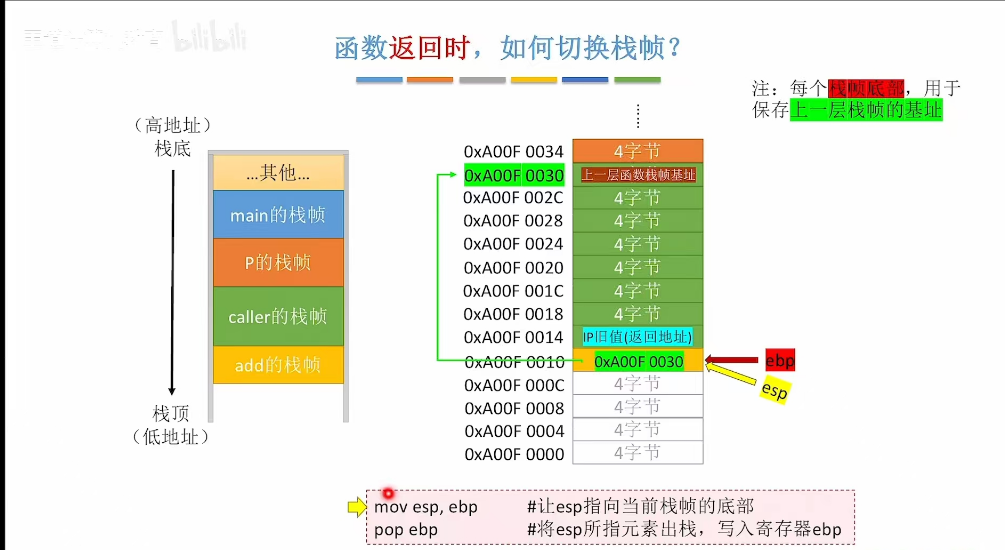 bilibili
函数返回时，如何切换栈帧？
注：每个栈帧底部，用于
保存上一层栈帧的基址
（高地址）
栈底
…其他…
main的栈帧
P的栈帧
caller的栈帧
add的栈帧
栈顶
（低地址）
0xA00F 0034 4字节
0xA00F 0030 上一层函数栈帧基址
0xA00F 002C 4字节
0xA00F 0028 4字节
0xA00F 0024 4字节
0xA00F 0020 4字节
0xA00F 001C 4字节
0xA00F 0018 4字节
0xA00F 0014 IP旧值(返回地址)
0xA00F 0010 0xA00F 0030 ebp
0xA00F 000C 4字节 esp
0xA00F 0008 4字节
0xA00F 0004 4字节
0xA00F 0000 4字节
mov esp, ebp #让esp指向当前栈帧的底部
pop ebp #将esp所指元素出栈，写入寄存器ebp